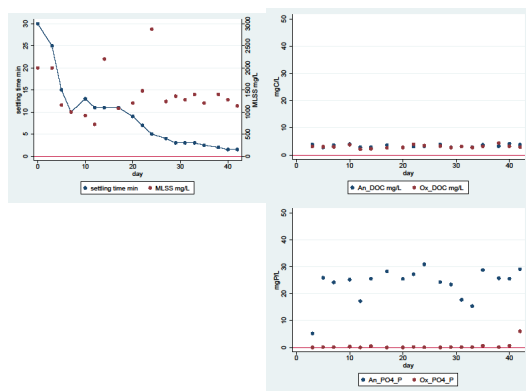 settling time min
0 5 10 15 20 25 30
MLSS mg/L
0 500 1000 1500 2000 2500 3000
0 10 20 30 40
day
settling time min MLSS mg/L
mgC/L
0 10 20 30 40 50
0 10 20 30 40
day
An_DOC mg/L Ox_DOC mg/L
mgP/L
0 10 20 30 40 50
0 10 20 30 40
day
An_PO4_P Ox_PO4_P